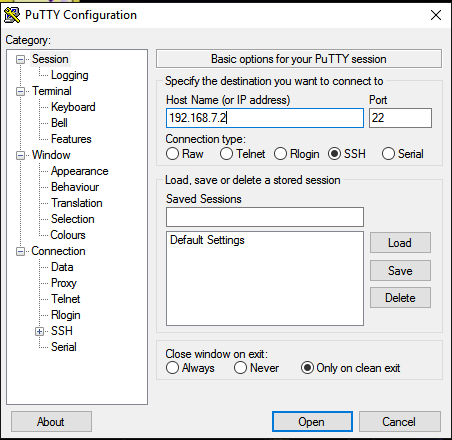 PuTTY Configuration
Category:
Session
Logging
Terminal
Keyboard
Bell
Features
Window
Appearance
Behaviour
Translation
Selection
Colours
Connection
Data
Proxy
Telnet
Rlogin
SSH
Serial
Basic options for your PuTTY session
Specify the destination you want to connect to
Host Name (or IP address) Port
192.168.7.2 22
Connection type:
Raw Telnet Rlogin SSH Serial
Load, save or delete a stored session
Saved Sessions
Default Settings
Load
Save
Delete
Close window on exit:
Always Never Only on clean exit
About Open Cancel